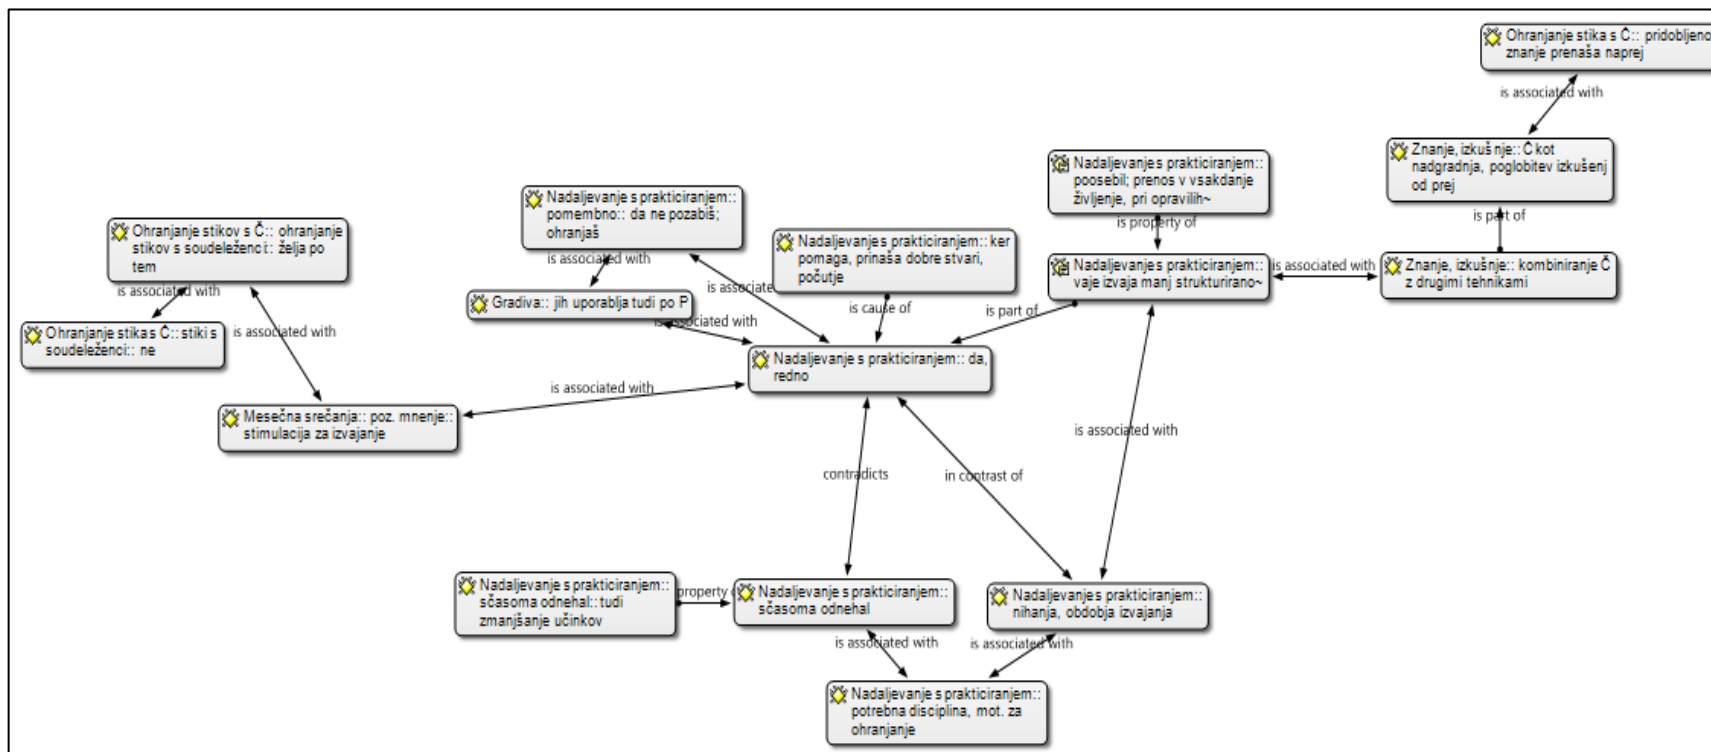 Ohranjanje stika s Č:: pridobljeno
znanje prenaša naprej
is associated with
Znanje, izkušnje:: Č kot
nadgradnja, poglobitev izkušenj
od prej
is part of
Nadaljevanje s prakticiranjem::
poosebil; prenos v vsakdanje
življenje, pri opravilih~
is property of
Nadaljevanje s prakticiranjem::
pomembno:: da ne pozabiš;
ohranjaš
is associated with
Ohranjanje stikov s Č:: ohranjanje
stikov s soudeleženci:: želja po
tem
is associated with
Nadaljevanje s prakticiranjem:: ker
pomaga, prinaša dobre stvari,
počutje
is cause of
Nadaljevanje s prakticiranjem::
vaje izvaja manj strukturirano~
is associated with
Znanje, izkušnje:: kombiniranje Č
z drugimi tehnikami
is associate
Gradiva:: jih uporablja tudi po P
is associated with
is part of
Ohranjanje stika s Č:: stiki s
soudeleženci:: ne
is associated with
Nadaljevanje s prakticiranjem:: da,
redno
is associated with
Mesečna srečanja:: poz. mnenje::
stimulacija za izvajanje
is associated with
contradicts
in contrast of
Nadaljevanje s prakticiranjem::
sčasoma odnehal:: tudi
zmanjšanje učinkov
property
Nadaljevanje s prakticiranjem::
sčasoma odnehal
Nadaljevanje s prakticiranjem::
nihanja, obdobja izvajanja
is associated with
is associated with
Nadaljevanje s prakticiranjem::
potrebna disciplina, mot. za
ohranjanje